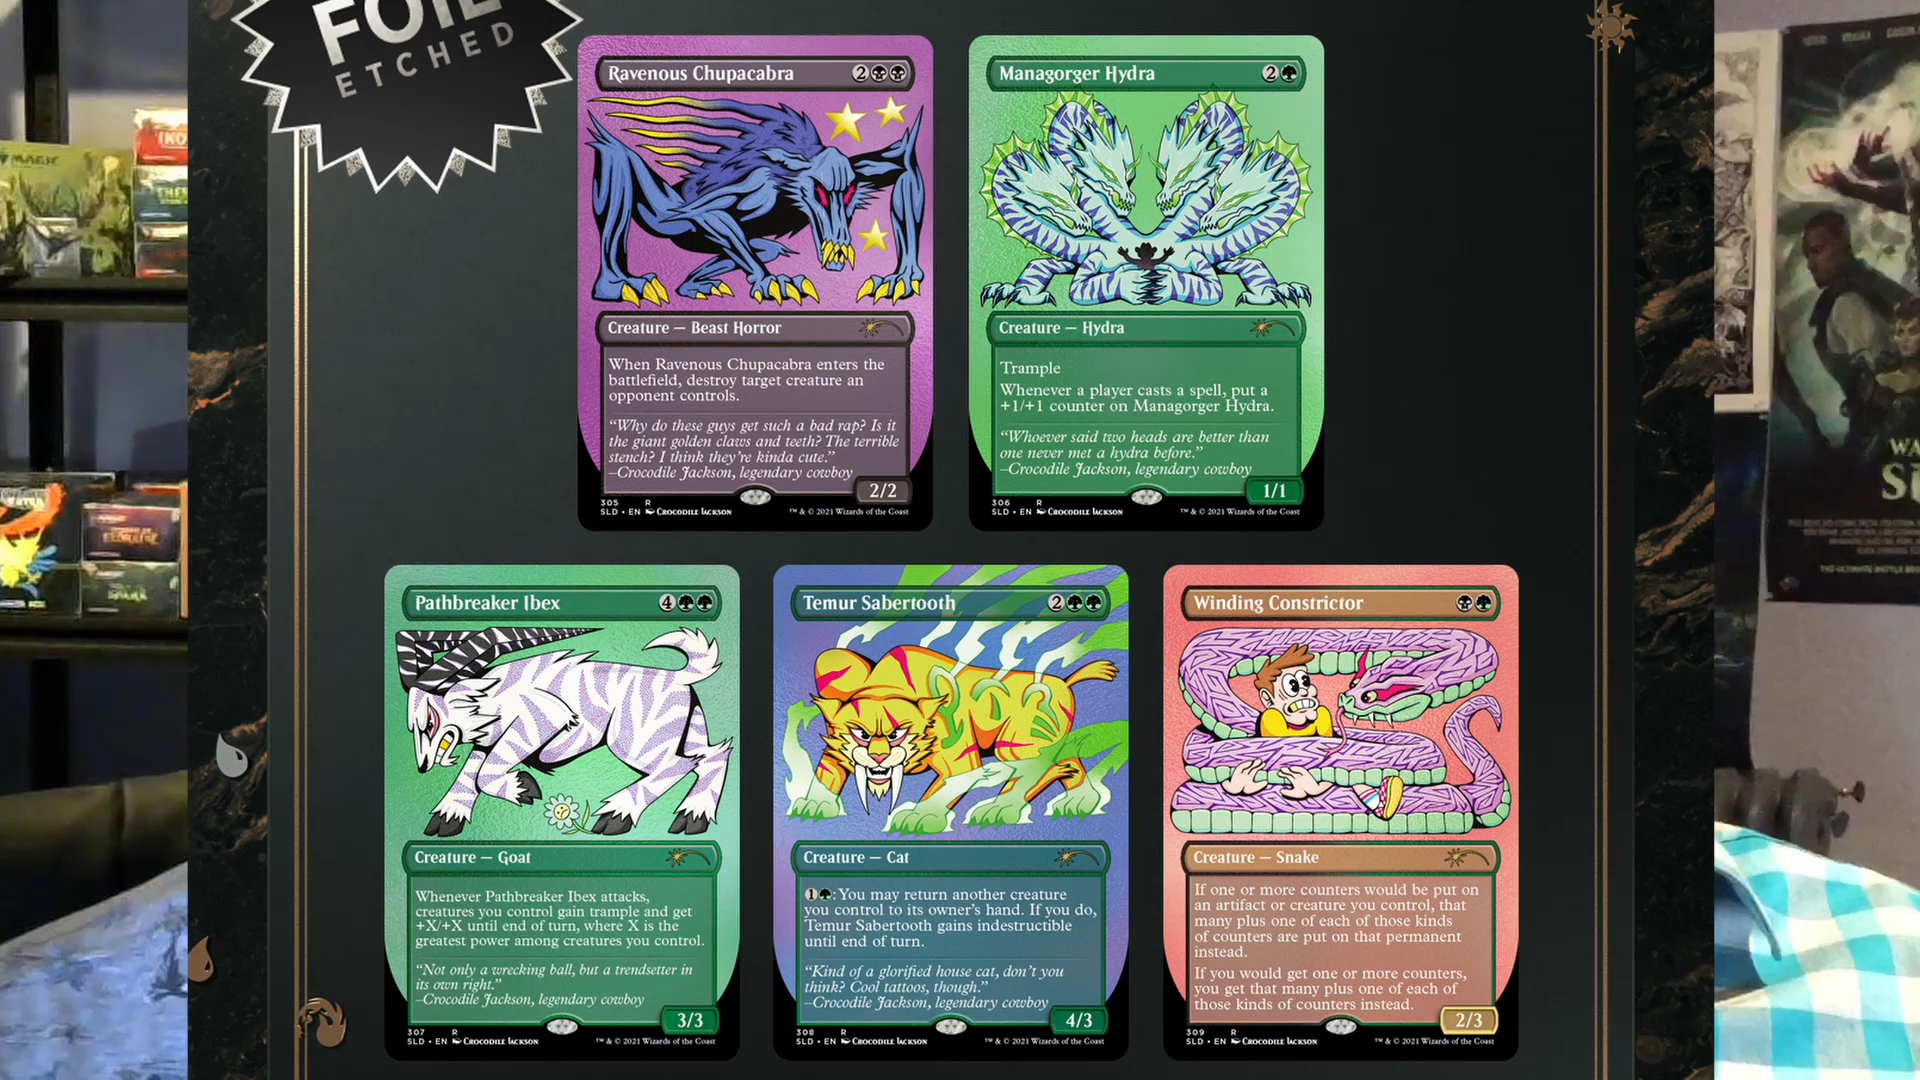 FOIL
ETCHED
Ravenous Chupacabra 2
Creature — Beast Horror
When Ravenous Chupacabra enters the
battlefield, destroy target creature an
opponent controls.
“Why do these guys get such a bad rap? Is it
the giant golden claws and teeth? The terrible
stench? I think they’re kinda cute.”
–Crocodile Jackson, legendary cowboy
2/2
305 R
SLD • EN Crocodile Jackson ™ & © 2021 Wizards of the Coast
Managorger Hydra 2
Creature — Hydra
Trample
Whenever a player casts a spell, put a
+1/+1 counter on Managorger Hydra.
“Whoever said two heads are better than
one never met a hydra before.”
–Crocodile Jackson, legendary cowboy
1/1
306 R
SLD • EN Crocodile Jackson ™ & © 2021 Wizards of the Coast
Pathbreaker Ibex 4
Creature — Goat
Whenever Pathbreaker Ibex attacks,
creatures you control gain trample and get
+X/+X until end of turn, where X is the
greatest power among creatures you control.
“Not only a wrecking ball, but a trendsetter in
its own right.”
–Crocodile Jackson, legendary cowboy
3/3
307 R
SLD • EN Crocodile Jackson ™ & © 2021 Wizards of the Coast
Temur Sabertooth 2
Creature — Cat
1 : You may return another creature
you control to its owner’s hand. If you do,
Temur Sabertooth gains indestructible
until end of turn.
“Kind of a glorified house cat, don’t you
think? Cool tattoos, though.”
–Crocodile Jackson, legendary cowboy
4/3
308 R
SLD • EN Crocodile Jackson ™ & © 2021 Wizards of the Coast
Winding Constrictor
Creature — Snake
If one or more counters would be put on
an artifact or creature you control, that
many plus one of each of those kinds
of counters are put on that permanent
instead.
If you would get one or more counters,
you get that many plus one of each of
those kinds of counters instead.
2/3
309 R
SLD • EN Crocodile Jackson ™ & © 2021 Wizards of the Coast
MAGIC